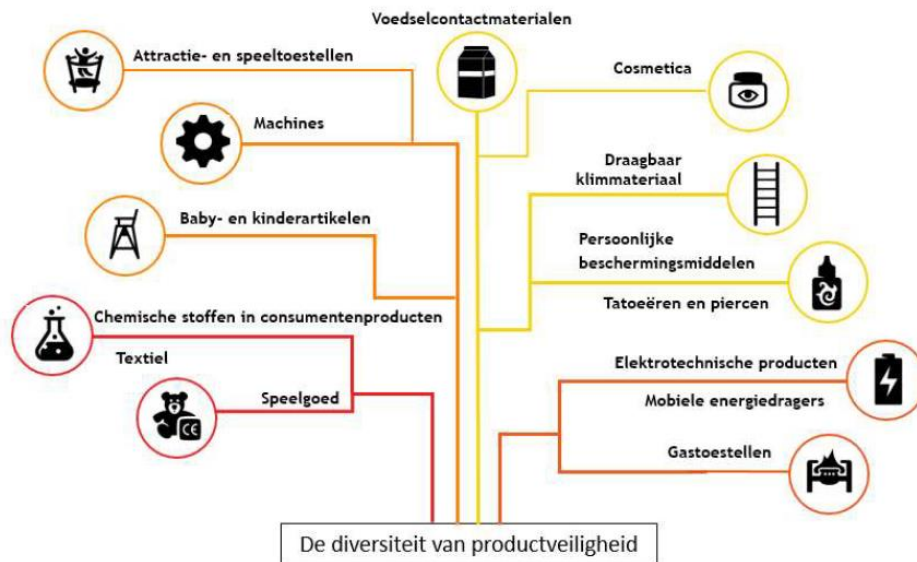 Voedselcontactmaterialen
Attractie- en speeltoestellen
Cosmetica
Machines
Draagbaar
klimmateriaal
Baby- en kinderartikelen
Persoonlijke
beschermingsmiddelen
Tatoeëren en piercen
Chemische stoffen in consumentenproducten
Textiel
Speelgoed
CE
Elektrotechnische producten
Mobiele energiedragers
Gastoestellen
De diversiteit van productveiligheid